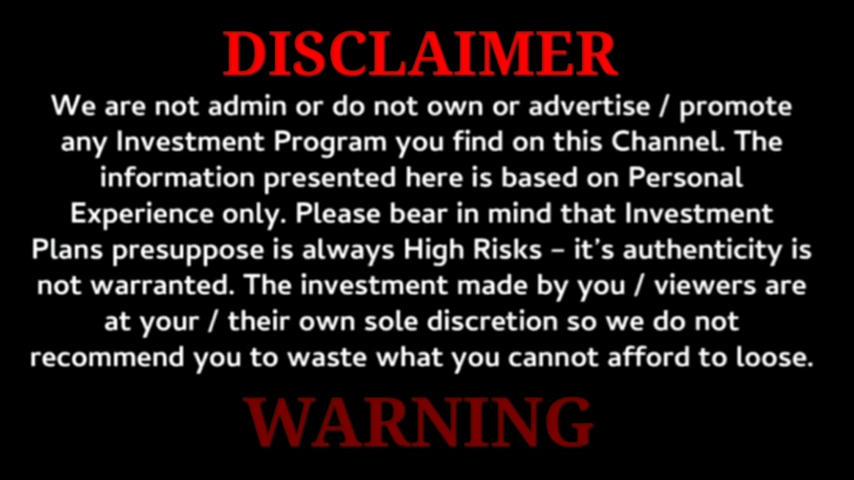 DISCLAIMER
We are not admin or do not own or advertise / promote
any Investment Program you find on this Channel. The
information presented here is based on Personal
Experience only. Please bear in mind that Investment
Plans presuppose is always High Risks – it's authenticity is
not warranted. The investment made by you / viewers are
at your / their own sole discretion so we do not
recommend you to waste what you cannot afford to loose.
WARNING